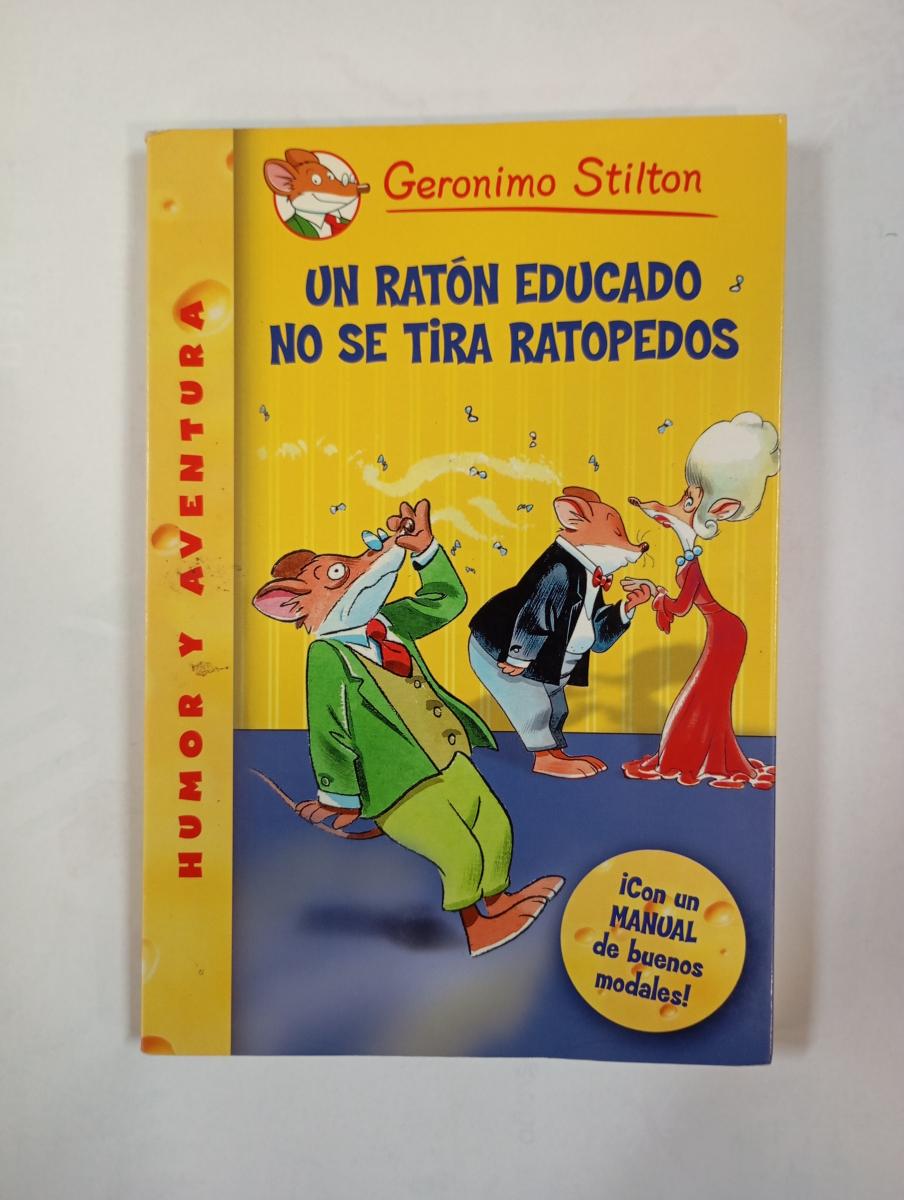 Geronimo Stilton
UN RATÓN EDUCADO
NO SE TiRA RATOPEDOS
HUMOR Y AVENTURA
¡Con un
MANUAL
de buenos
modales!